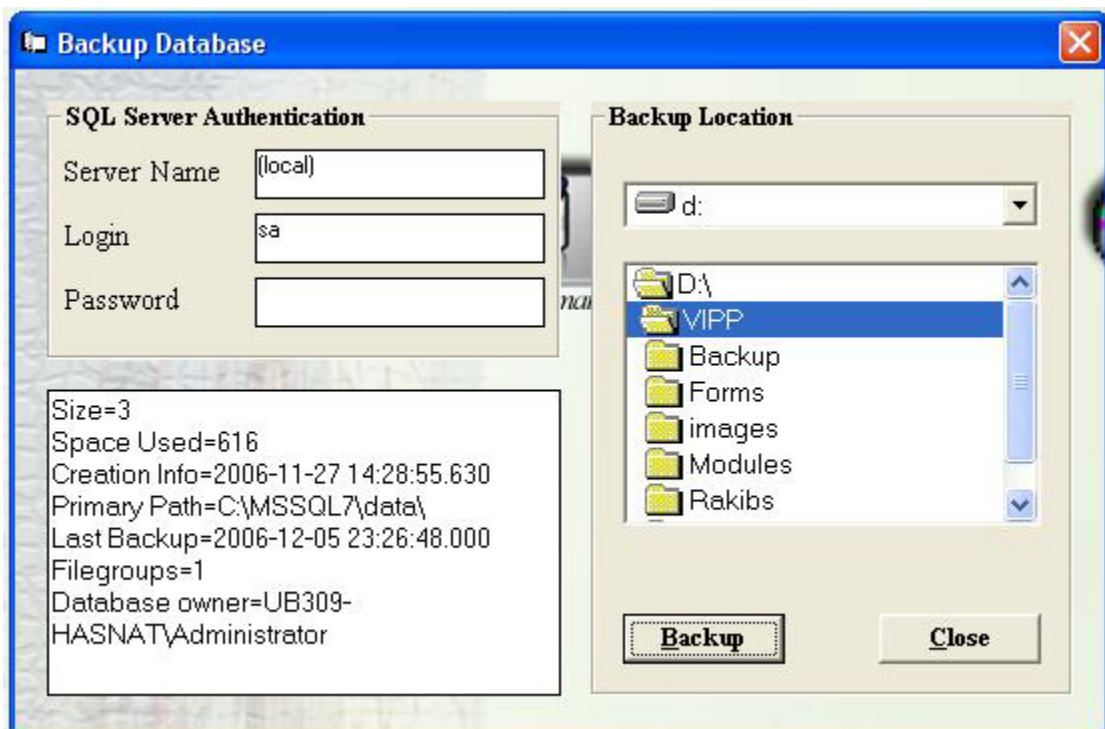 Backup Database
SQL Server Authentication
Server Name
(local)
Login
sa
Password
Size=3
Space Used=616
Creation Info=2006-11-27 14:28:55.630
Primary Path=C:\MSSQL7\data\
Last Backup=2006-12-05 23:26:48.000
Filegroups=1
Database owner=UB309-
HASNAT\Administrator
Backup Location
d:
D:\
VIPP
Backup
Forms
images
Modules
Rakibs
Backup
Close